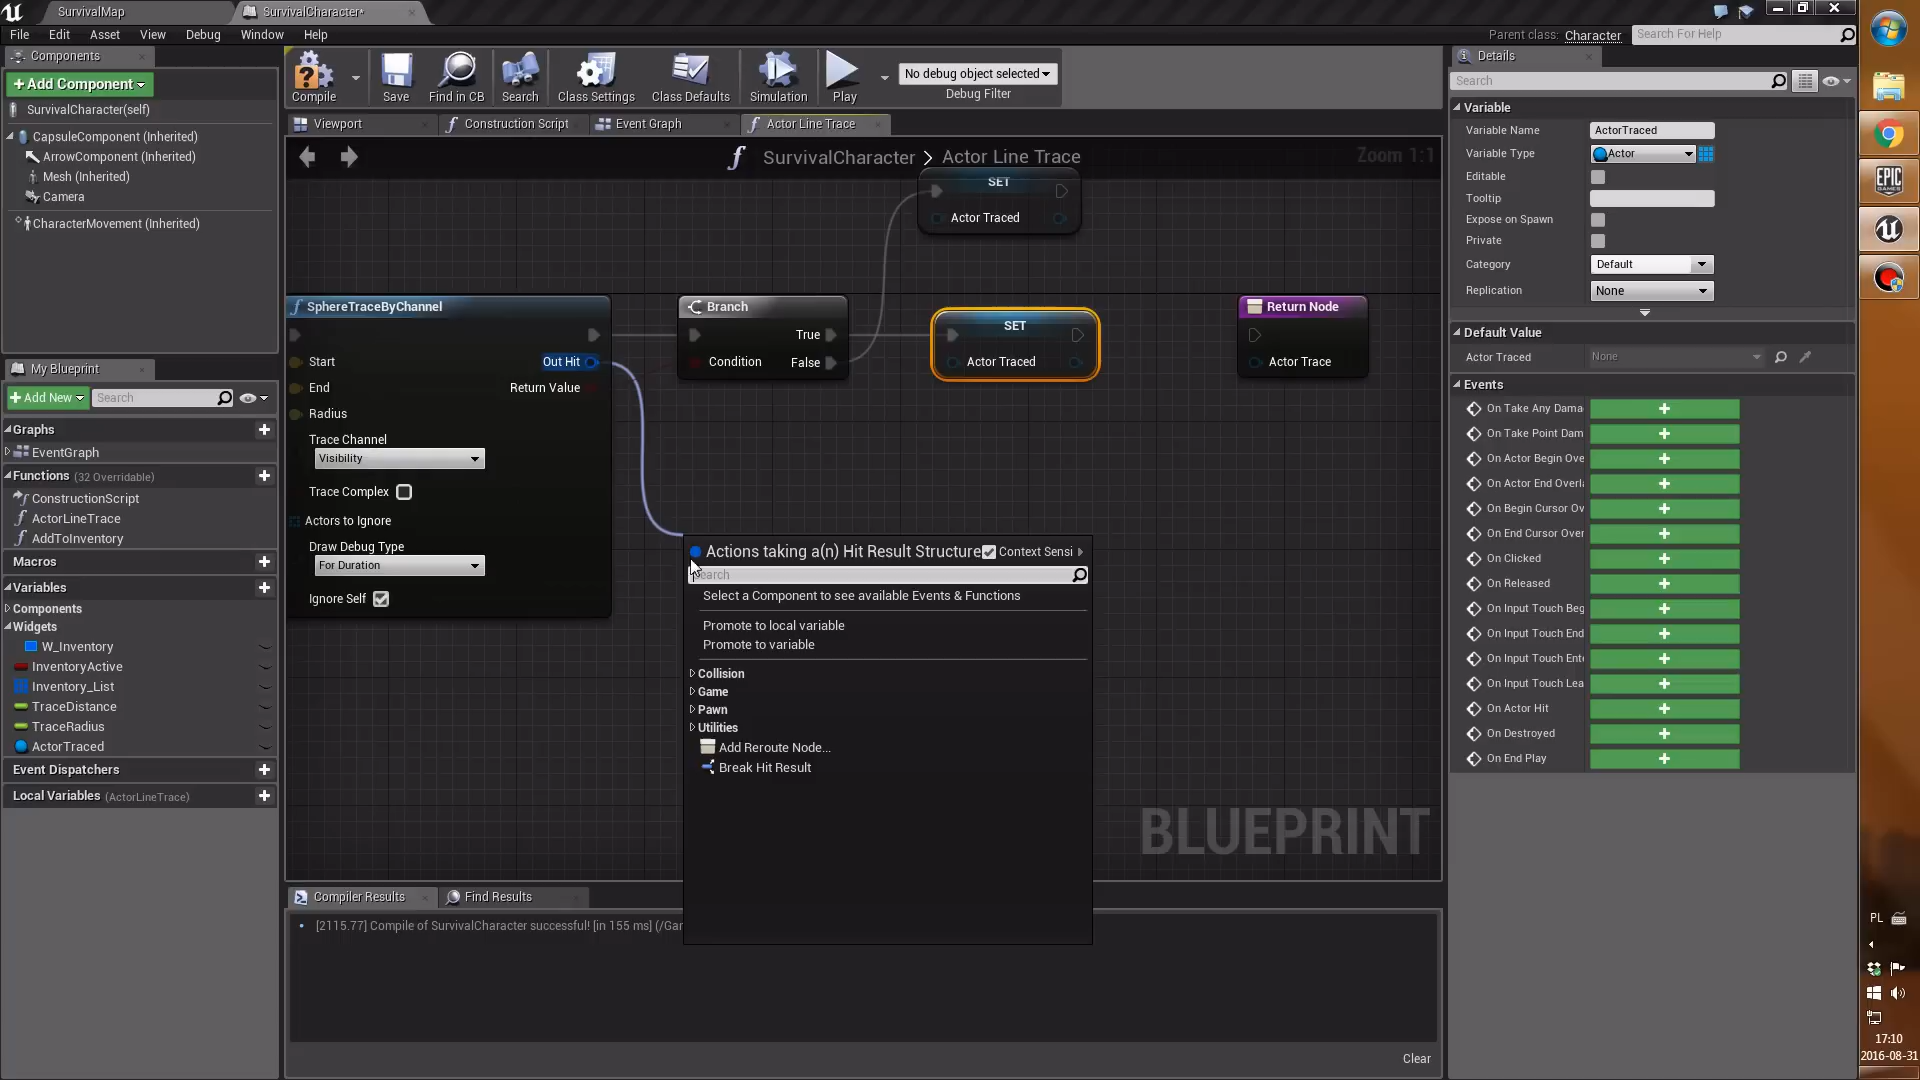 SurvivalMap
SurvivalCharacter*
File Edit Asset View Debug Window Help
Parent class: Character
Search For Help
Components
+Add Component
SurvivalCharacter(self)
CapsuleComponent (Inherited)
ArrowComponent (Inherited)
Mesh (Inherited)
Camera
CharacterMovement (Inherited)
My Blueprint
+Add New
Search
Graphs
EventGraph
Functions (32 Overridable)
ConstructionScript
ActorLineTrace
AddToInventory
Macros
Variables
Components
Widgets
W_Inventory
InventoryActive
Inventory_List
TraceDistance
TraceRadius
ActorTraced
Event Dispatchers
Local Variables (ActorLineTrace)
Compile
Save
Find in CB
Search
Class Settings
Class Defaults
Simulation
Play
No debug object selected
Debug Filter
Viewport
Construction Script
Event Graph
Actor Line Trace
SurvivalCharacter > Actor Line Trace
Zoom 1:1
SET
Actor Traced
SphereTraceByChannel
Start
End
Radius
Out Hit
Return Value
Trace Channel
Visibility
Trace Complex
Actors to Ignore
Draw Debug Type
For Duration
Ignore Self
Branch
Condition
True
False
SET
Actor Traced
Return Node
Actor Trace
Actions taking a(n) Hit Result Structure
Context Sensi
earch
Select a Component to see available Events & Functions
Promote to local variable
Promote to variable
Collision
Game
Pawn
Utilities
Add Reroute Node...
Break Hit Result
BLUEPRINT
Compiler Results
Find Results
[2115.77] Compile of SurvivalCharacter successful! [in 155 ms] (/Gar
Clear
Details
Search
Variable
Variable Name ActorTraced
Variable Type Actor
Editable
Tooltip
Expose on Spawn
Private
Category Default
Replication None
Default Value
Actor Traced None
Events
On Take Any Dama
On Take Point Dam
On Actor Begin Ove
On Actor End Overla
On Begin Cursor Ov
On End Cursor Over
On Clicked
On Released
On Input Touch Beg
On Input Touch End
On Input Touch Ente
On Input Touch Lea
On Actor Hit
On Destroyed
On End Play
EPIC
GAMES
PL
17:10
2016-08-31